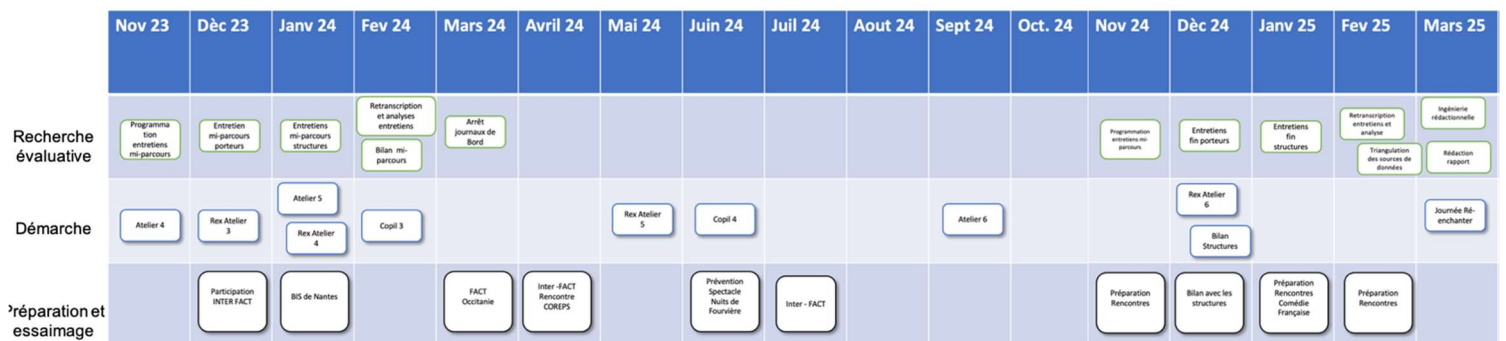 Nov 23 Dèc 23 Janv 24 Fev 24 Mars 24 Avril 24 Mai 24 Juin 24 Juil 24 Aout 24 Sept 24 Oct. 24 Nov 24 Dèc 24 Janv 25 Fev 25 Mars 25
Recherche
évaluative
Programma
tion
entretiens
mi-parcours
Entretien
mi-parcours
porteurs
Entretiens
mi-parcours
structures
Retranscription
et analyses
entretiens
Bilan mi-
parcours
Arrêt
journaux de
Bord
Programmation
entretiens mi-
parcours
Entretiens
fin porteurs
Entretiens
fin
structures
Retranscription
entretiens et
analyse
Triangulation
des sources de
données
Ingénierie
rédactionnelle
Rédaction
rapport
Démarche
Atelier 4
Rex Atelier
3
Atelier 5
Rex Atelier
4
Copil 3
Rex Atelier
5
Copil 4
Atelier 6
Rex Atelier
6
Bilan
Structures
Journée Ré-
enchanter
Préparation et
essaimage
Participation
INTER FACT
BIS de Nantes
FACT
Occitanie
Inter -FACT
Rencontre
COREPS
Prévention
Spectacle
Nuits de
Fourvière
Inter - FACT
Préparation
Rencontres
Bilan avec les
structures
Préparation
Rencontres
Comédie
Française
Préparation
Rencontres